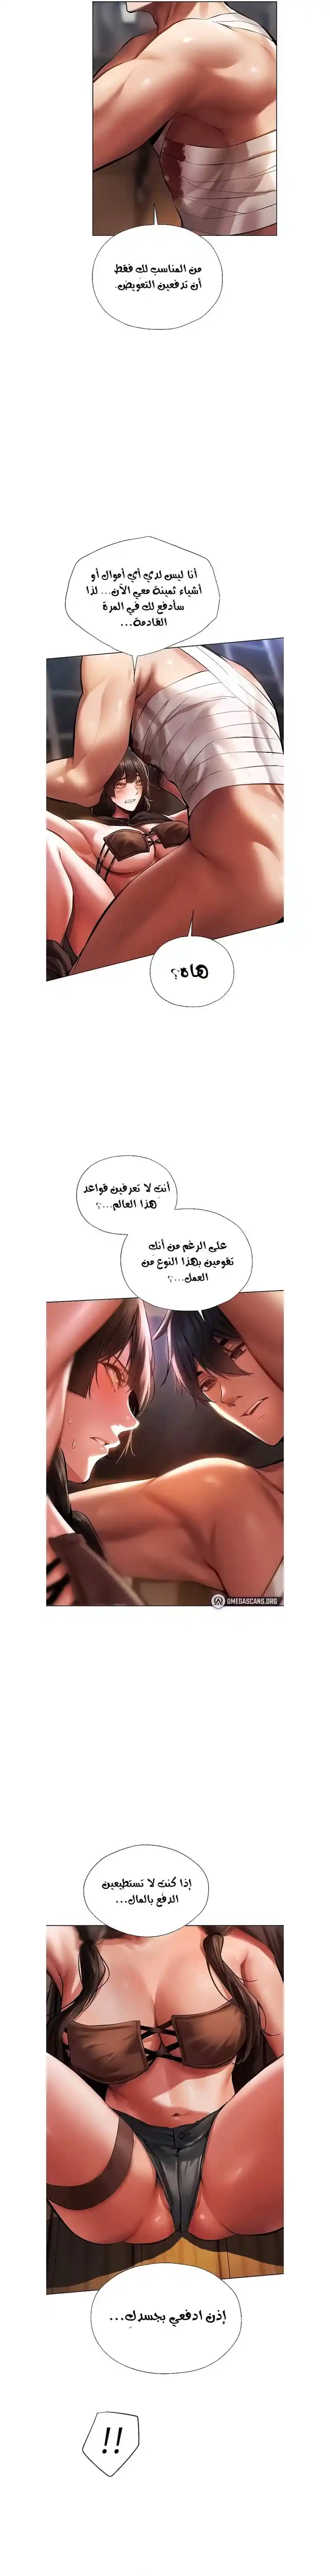 من المناسب لك فقط
أن تدفعين التعويض.
أنا ليس لدي أي أموال أو
أشياء ثمينة معي الآن... لذا
سأدفع لك في المرة
القادمة...
هاه؟
أنتِ لا تعرفين قواعد
هذا العالم...؟
على الرغم من أنكِ
تقومين بهذا النوع من
العمل...؟
OMEGASCANS.ORG
إذا كنتِ لا تستطيعين
الدفع بالمال...
إذن ادفعي بجسدكِ...
!!